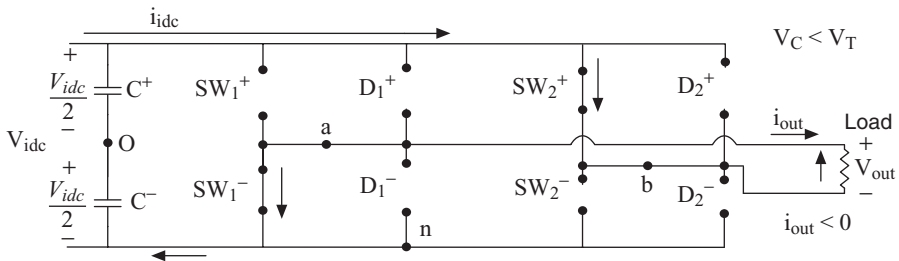 i_idc
V_C < V_T
+
V_idc/2
−
C⁺
SW₁⁺
D₁⁺
SW₂⁺
D₂⁺
V_idc
O
a
i_out
Load
+
V_out
−
+
V_idc/2
−
C⁻
SW₁⁻
D₁⁻
SW₂⁻
b
D₂⁻
n
i_out < 0